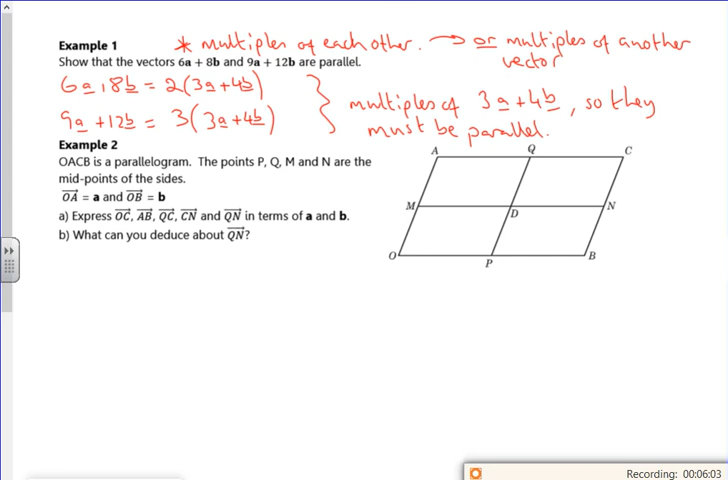 Example 1
* multiples of each other. → or multiples of another vector
Show that the vectors 6a + 8b and 9a + 12b are parallel.
6a + 8b = 2(3a+4b)
9a + 12b = 3(3a+4b)
multiples of 3a+4b, so they
must be parallel.
Example 2
OACB is a parallelogram. The points P, Q, M and N are the
mid-points of the sides.
OA = a and OB = b
a) Express OC, AB, QC, CN and QN in terms of a and b.
b) What can you deduce about QN?
A Q C
M D N
O P B
Recording: 00:06:03